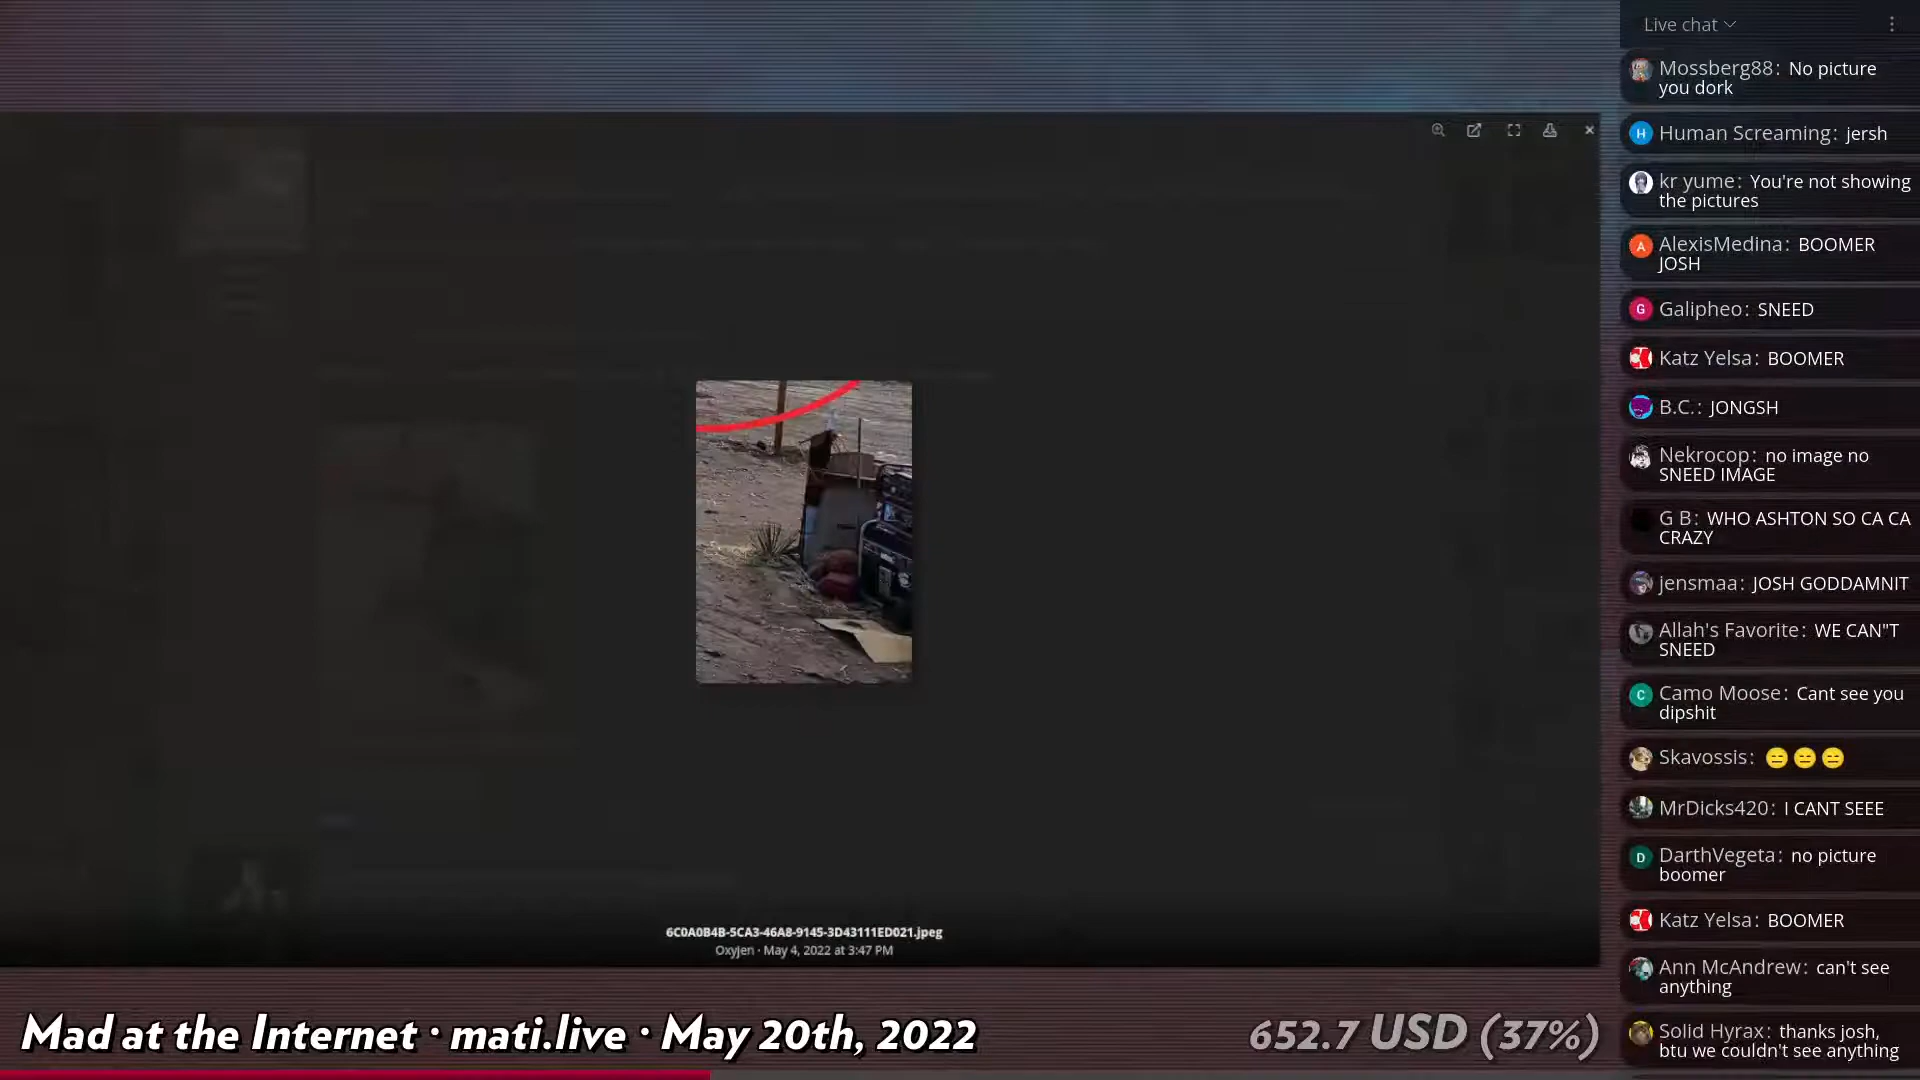 Live chat
Mossberg88: No picture
you dork
H Human Screaming: jersh
kr yume: You're not showing
the pictures
A AlexisMedina: BOOMER
JOSH
G Galipheo: SNEED
Katz Yelsa: BOOMER
B.C.: JONGSH
Nekrocop: no image no
SNEED IMAGE
G B: WHO ASHTON SO CA CA
CRAZY
jensmaa: JOSH GODDAMNIT
Allah's Favorite: WE CAN"T
SNEED
C Camo Moose: Cant see you
dipshit
Skavossis: 😑😑😑
MrDicks420: I CANT SEEE
D DarthVegeta: no picture
boomer
Katz Yelsa: BOOMER
Ann McAndrew: can't see
anything
Solid Hyrax: thanks josh,
btu we couldn't see anything
6C0A0B4B-5CA3-46A8-9145-3D43111ED021.jpeg
Oxyjen · May 4, 2022 at 3:47 PM
Mad at the Internet · mati.live · May 20th, 2022
652.7 USD (37%)